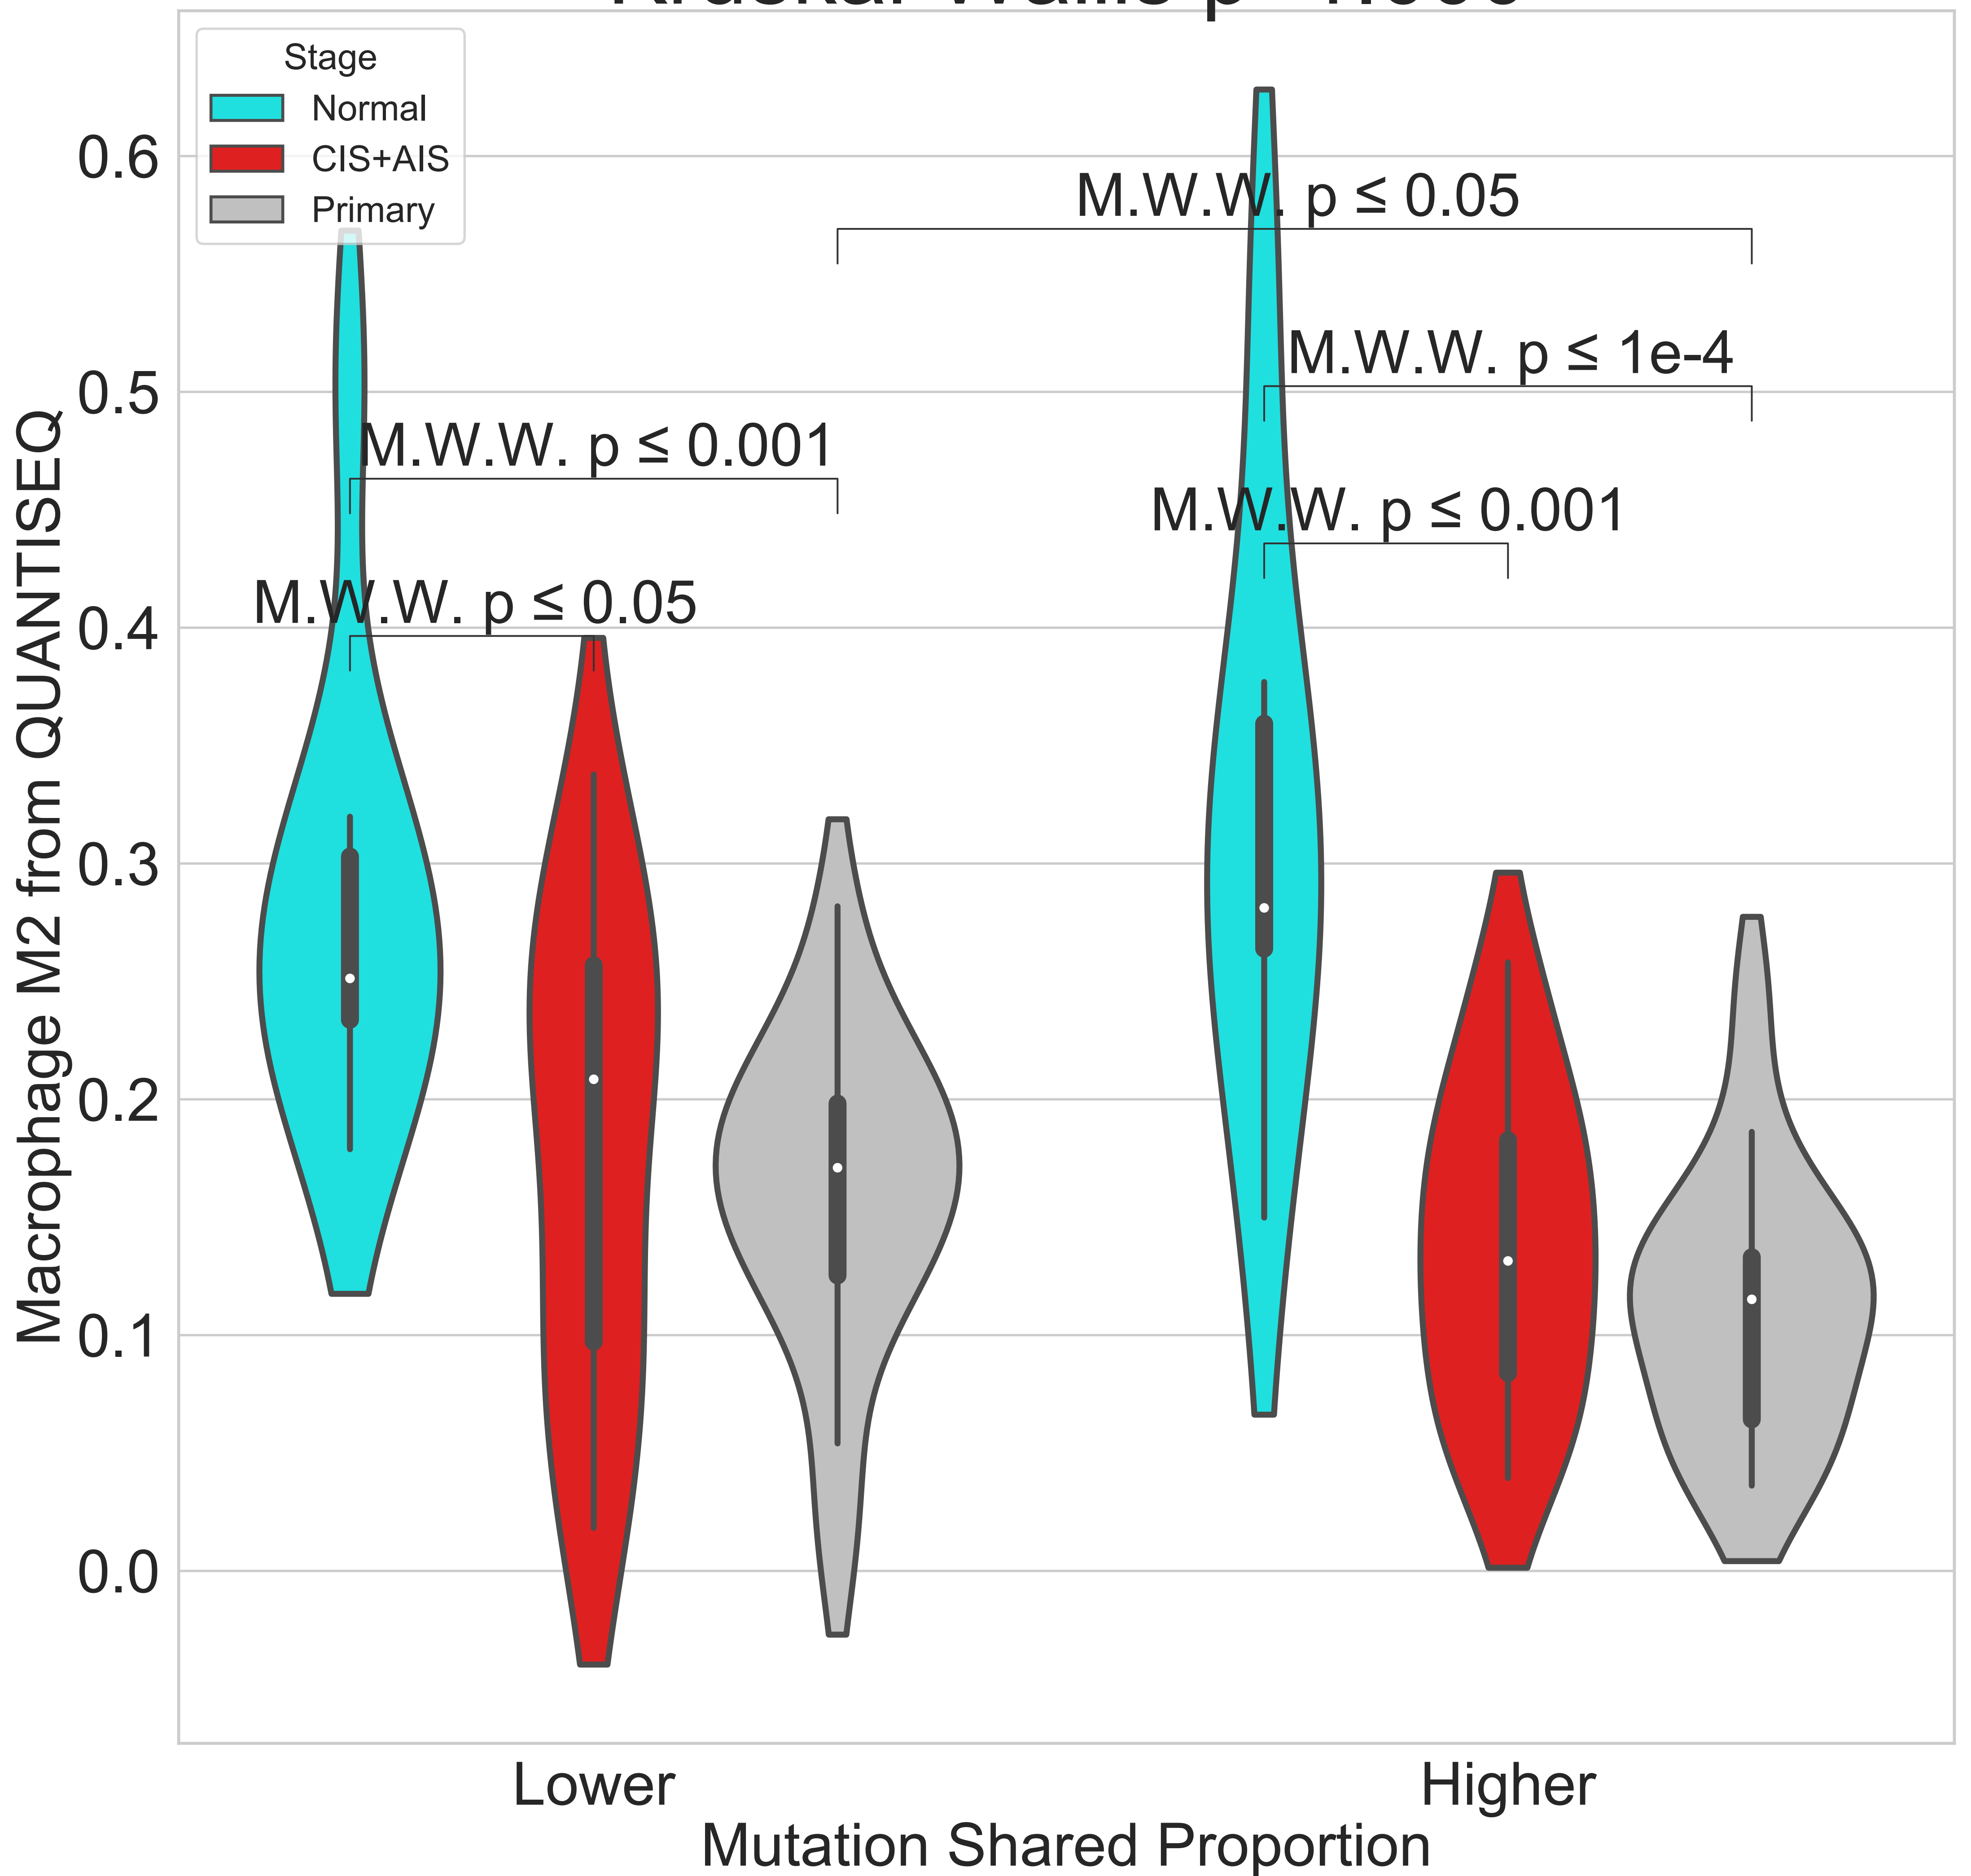 Stage
Normal
CIS+AIS
Primary
0.6
0.5
0.4
0.3
0.2
0.1
0.0
Macrophage M2 from QUANTISEQ
M.W.W. p ≤ 0.05
M.W.W. p ≤ 1e-4
M.W.W. p ≤ 0.001
M.W.W. p ≤ 0.001
M.W.W. p ≤ 0.05
Lower
Higher
Mutation Shared Proportion